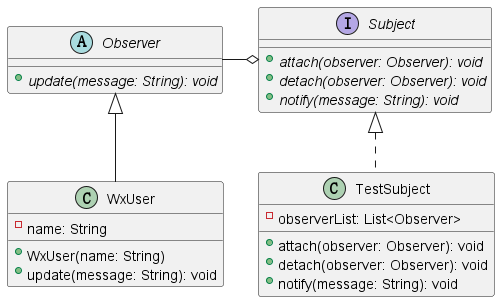 A Observer
update(message: String): void
I Subject
attach(observer: Observer): void
detach(observer: Observer): void
notify(message: String): void
C WxUser
name: String
WxUser(name: String)
update(message: String): void
C TestSubject
observerList: List<Observer>
attach(observer: Observer): void
detach(observer: Observer): void
notify(message: String): void